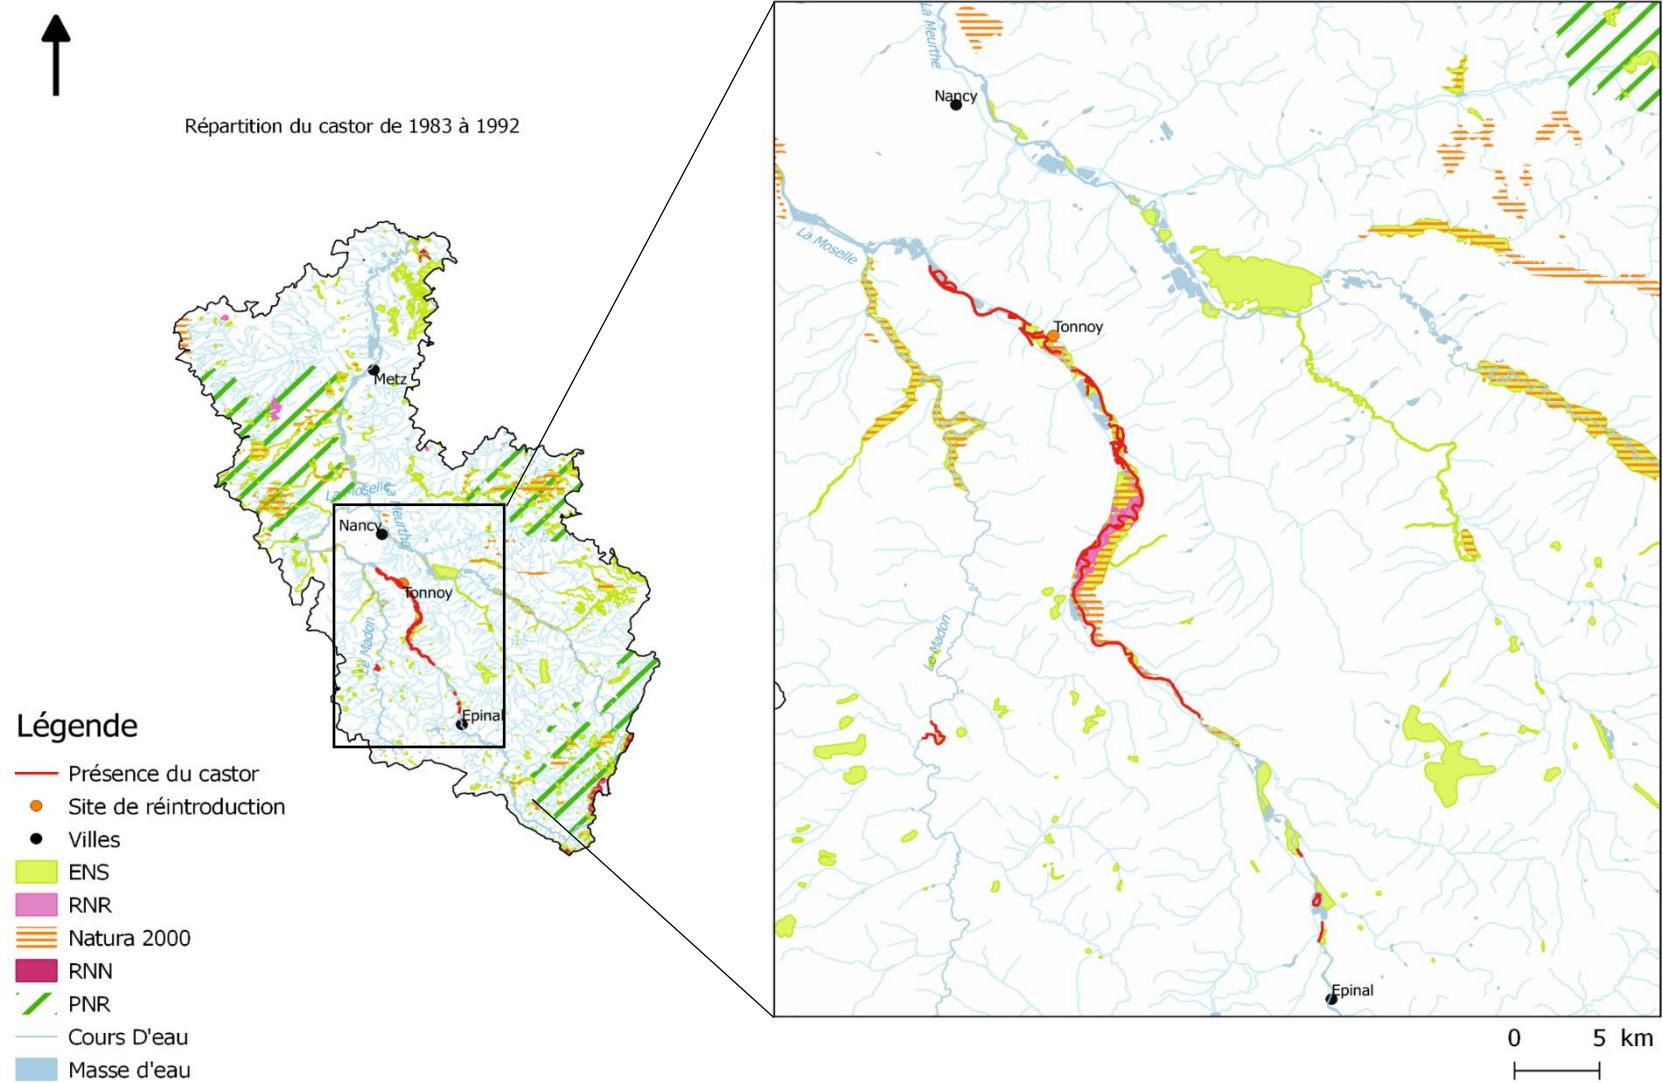 Répartition du castor de 1983 à 1992
Metz
La Moselle
La Meurthe
Nancy
Tonnoy
Le Madon
Epinal
Légende
Présence du castor
Site de réintroduction
Villes
ENS
RNR
Natura 2000
RNN
PNR
Cours D'eau
Masse d'eau
La Meurthe
Nancy
La Moselle
Tonnoy
Le Madon
Epinal
0 5 km